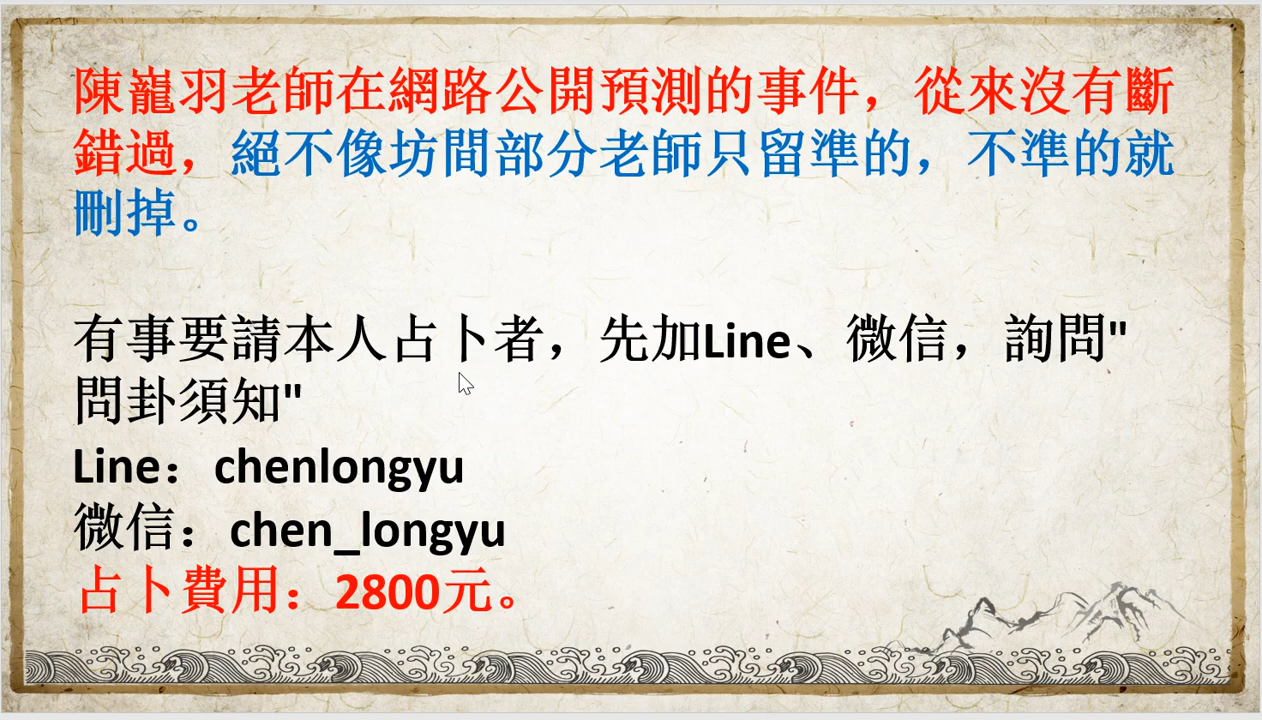 陳巃羽老師在網路公開預測的事件，從來沒有斷
錯過，絕不像坊間部分老師只留準的，不準的就
刪掉。
有事要請本人占卜者，先加Line、微信，詢問"
問卦須知"
Line：chenlongyu
微信：chen_longyu
占卜費用：2800元。